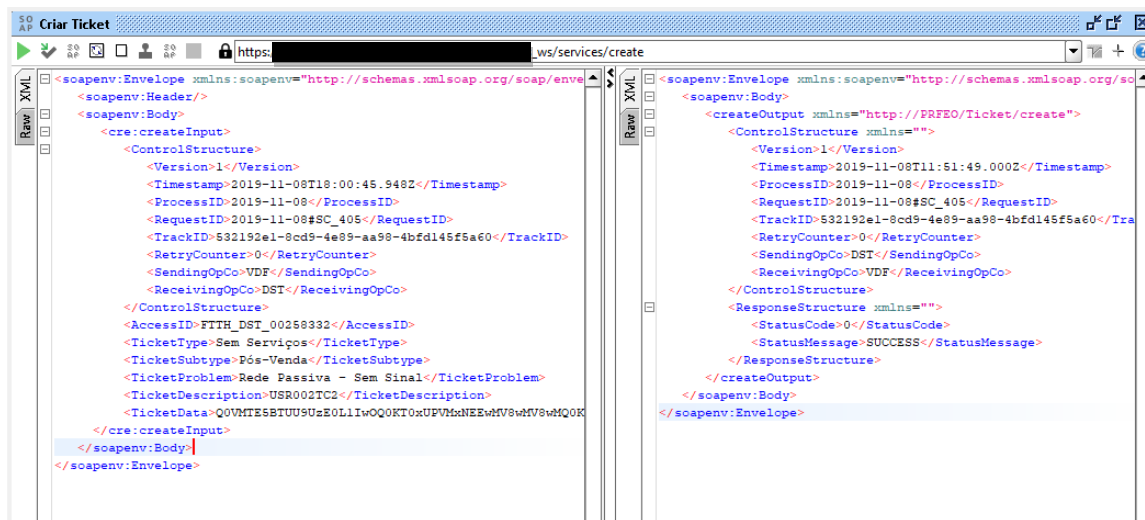 SO
AP Criar Ticket
SO
AP
SO
AP
https: _ws/services/create
XML
Raw
<soapenv:Envelope xmlns:soapenv="http://schemas.xmlsoap.org/soap/enve
<soapenv:Header/>
<soapenv:Body>
<cre:createInput>
<ControlStructure>
<Version>1</Version>
<Timestamp>2019-11-08T18:00:45.948Z</Timestamp>
<ProcessID>2019-11-08</ProcessID>
<RequestID>2019-11-08#SC_405</RequestID>
<TrackID>532192e1-8cd9-4e89-aa98-4bfd145f5a60</TrackID>
<RetryCounter>0</RetryCounter>
<SendingOpCo>VDF</SendingOpCo>
<ReceivingOpCo>DST</ReceivingOpCo>
</ControlStructure>
<AccessID>FTTH_DST_00258332</AccessID>
<TicketType>Sem Serviços</TicketType>
<TicketSubtype>Pós-Venda</TicketSubtype>
<TicketProblem>Rede Passiva - Sem Sinal</TicketProblem>
<TicketDescription>USR002TC2</TicketDescription>
<TicketData>
</cre:createInput>
</soapenv:Body>
</soapenv:Envelope>
XML
Raw
<soapenv:Envelope xmlns:soapenv="http://schemas.xmlsoap.org/so
<soapenv:Body>
<createOutput xmlns="http://PRFEO/Ticket/create">
<ControlStructure xmlns="">
<Version>1</Version>
<Timestamp>2019-11-08T11:51:49.000Z</Timestamp>
<ProcessID>2019-11-08</ProcessID>
<RequestID>2019-11-08#SC_405</RequestID>
<TrackID>532192e1-8cd9-4e89-aa98-4bfd145f5a60</Tra
<RetryCounter>0</RetryCounter>
<SendingOpCo>DST</SendingOpCo>
<ReceivingOpCo>VDF</ReceivingOpCo>
</ControlStructure>
<ResponseStructure xmlns="">
<StatusCode>0</StatusCode>
<StatusMessage>SUCCESS</StatusMessage>
</ResponseStructure>
</createOutput>
</soapenv:Body>
</soapenv:Envelope>